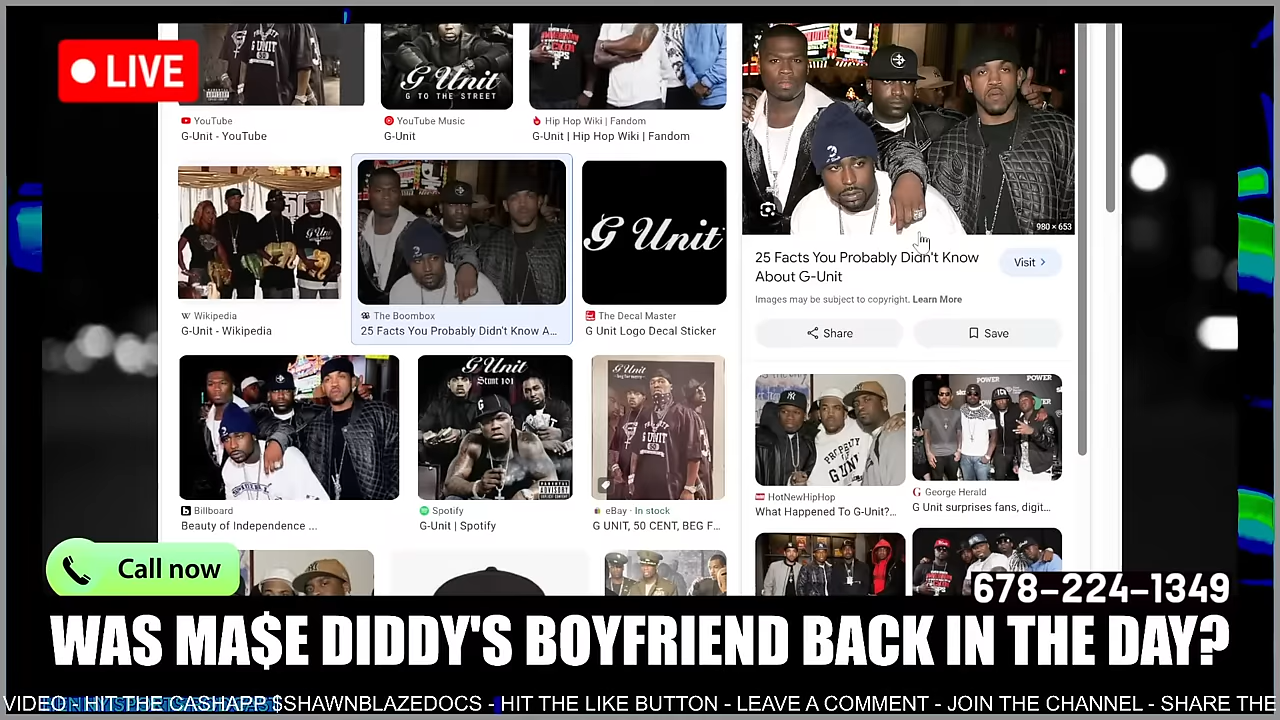 LIVE
G Unit
G TO THE STREET
YouTube
G-Unit - YouTube
YouTube Music
G-Unit
Hip Hop Wiki | Fandom
G-Unit | Hip Hop Wiki | Fandom
980 × 653
25 Facts You Probably Didn't Know
About G-Unit
Visit
Images may be subject to copyright. Learn More
Share
Save
Wikipedia
G-Unit - Wikipedia
The Boombox
25 Facts You Probably Didn't Know A...
G Unit
The Decal Master
G Unit Logo Decal Sticker
G Unit
Stunt 101
G Unit
G UNIT
PROPERTY
G UNIT
POWER
POWER
Billboard
Beauty of Independence ...
Spotify
G-Unit | Spotify
eBay · In stock
G UNIT, 50 CENT, BEG F...
HotNewHipHop
What Happened To G-Unit?...
George Herald
G Unit surprises fans, digit...
Call now
678-224-1349
WAS MA$E DIDDY'S BOYFRIEND BACK IN THE DAY?
VIDEO - HIT THE CASHAPP $SHAWNBLAZEDOCS - HIT THE LIKE BUTTON - LEAVE A COMMENT - JOIN THE CHANNEL - SHARE THE